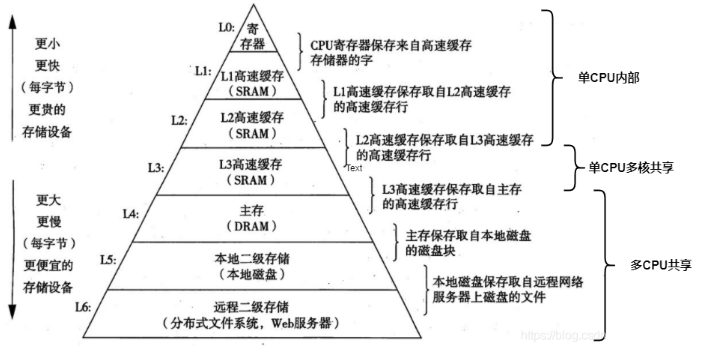 更小
更快
（每字节）
更贵的
存储设备
更大
更慢
（每字节）
更便宜的
存储设备
L0:
寄
存器
L1:
L1高速缓存
（SRAM）
L2:
L2高速缓存
（SRAM）
L3:
L3高速缓存
（SRAM）
L4:
主存
（DRAM）
L5:
本地二级存储
（本地磁盘）
L6:
远程二级存储
（分布式文件系统，Web服务器）
CPU寄存器保存来自高速缓存
存储器的字
L1高速缓存保存取自L2高速缓存
的高速缓存行
L2高速缓存保存取自L3高速缓存
的高速缓存行
Text
L3高速缓存保存取自主存
的高速缓存行
主存保存取自本地磁盘
的磁盘块
本地磁盘保存取自远程网络
服务器上磁盘的文件
单CPU内部
单CPU多核共享
多CPU共享